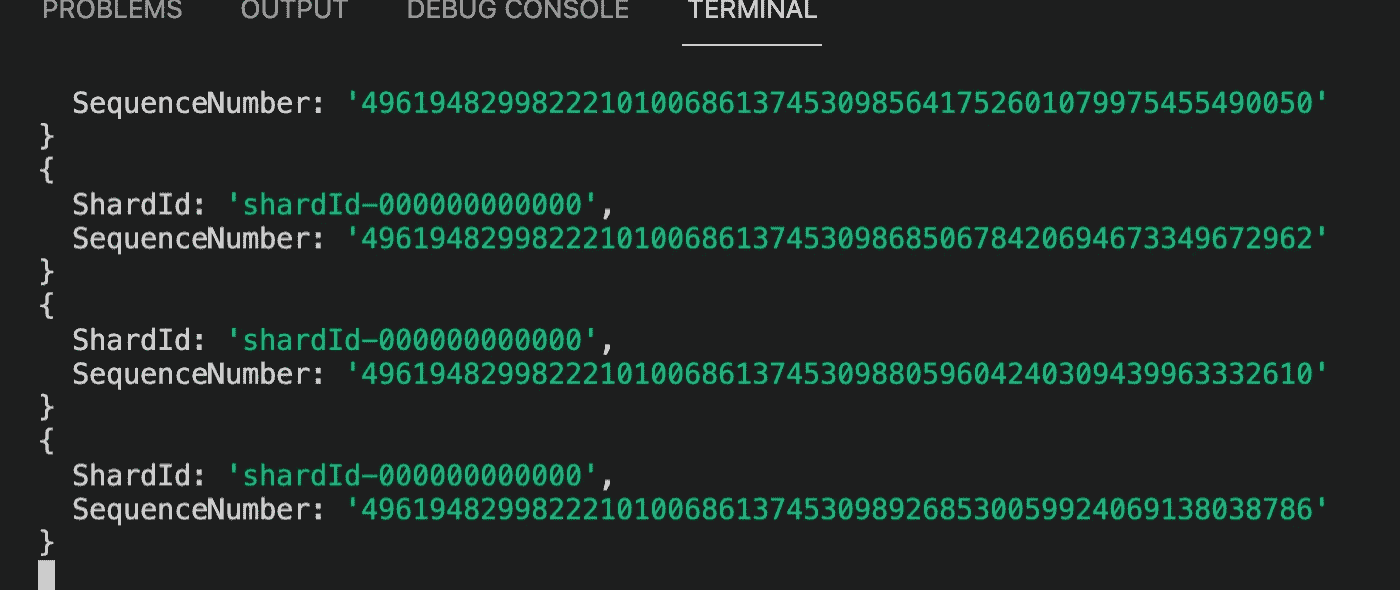 PROBLEMS OUTPUT DEBUG CONSOLE TERMINAL
SequenceNumber: '49619482998222101006861374530985641752601079975455490050'
}
{
ShardId: 'shardId-000000000000',
SequenceNumber: '49619482998222101006861374530986850678420694673349672962'
}
{
ShardId: 'shardId-000000000000',
SequenceNumber: '49619482998222101006861374530988059604240309439963332610'
}
{
ShardId: 'shardId-000000000000',
SequenceNumber: '49619482998222101006861374530989268530059924069138038786'
}